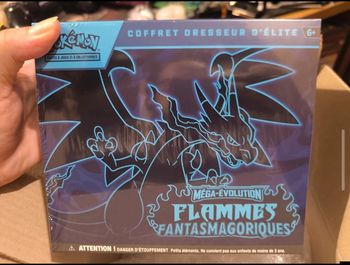 COFFRET DRESSEUR D'ÉLITE
6+
POKÉMON
MÉGA-ÉVOLUTION
FLAMMES
FANTASMAGORIQUES
ATTENTION ! DANGER D'ÉTOUFFEMENT Petits éléments. Ne convient pas aux enfants de moins de 3 ans.